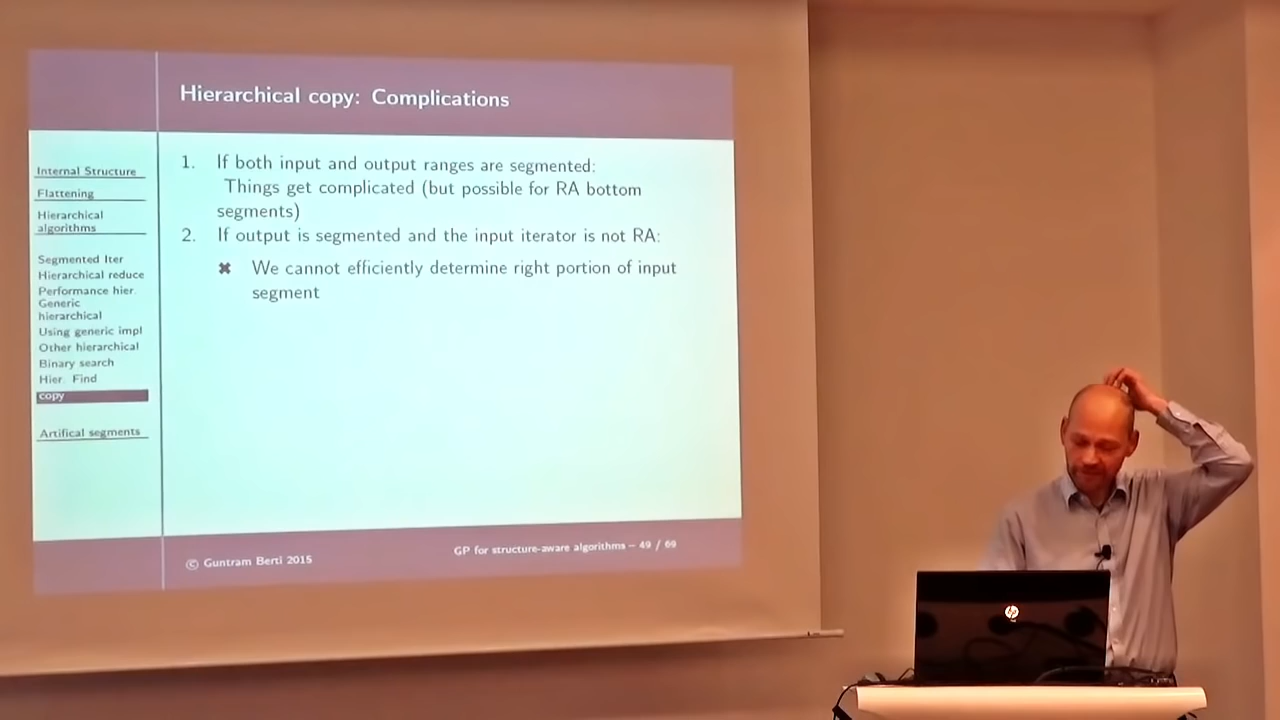 Hierarchical copy: Complications
Internal Structure
Flattening
Hierarchical
algorithms
Segmented Iter
Hierarchical reduce
Performance hier.
Generic
hierarchical
Using generic impl
Other hierarchical
Binary search
Hier. Find
copy
Artifical segments
1. If both input and output ranges are segmented:
Things get complicated (but possible for RA bottom
segments)
2. If output is segmented and the input iterator is not RA:
✖ We cannot efficiently determine right portion of input
segment
© Guntram Berti 2015
GP for structure-aware algorithms – 49 / 69
hp